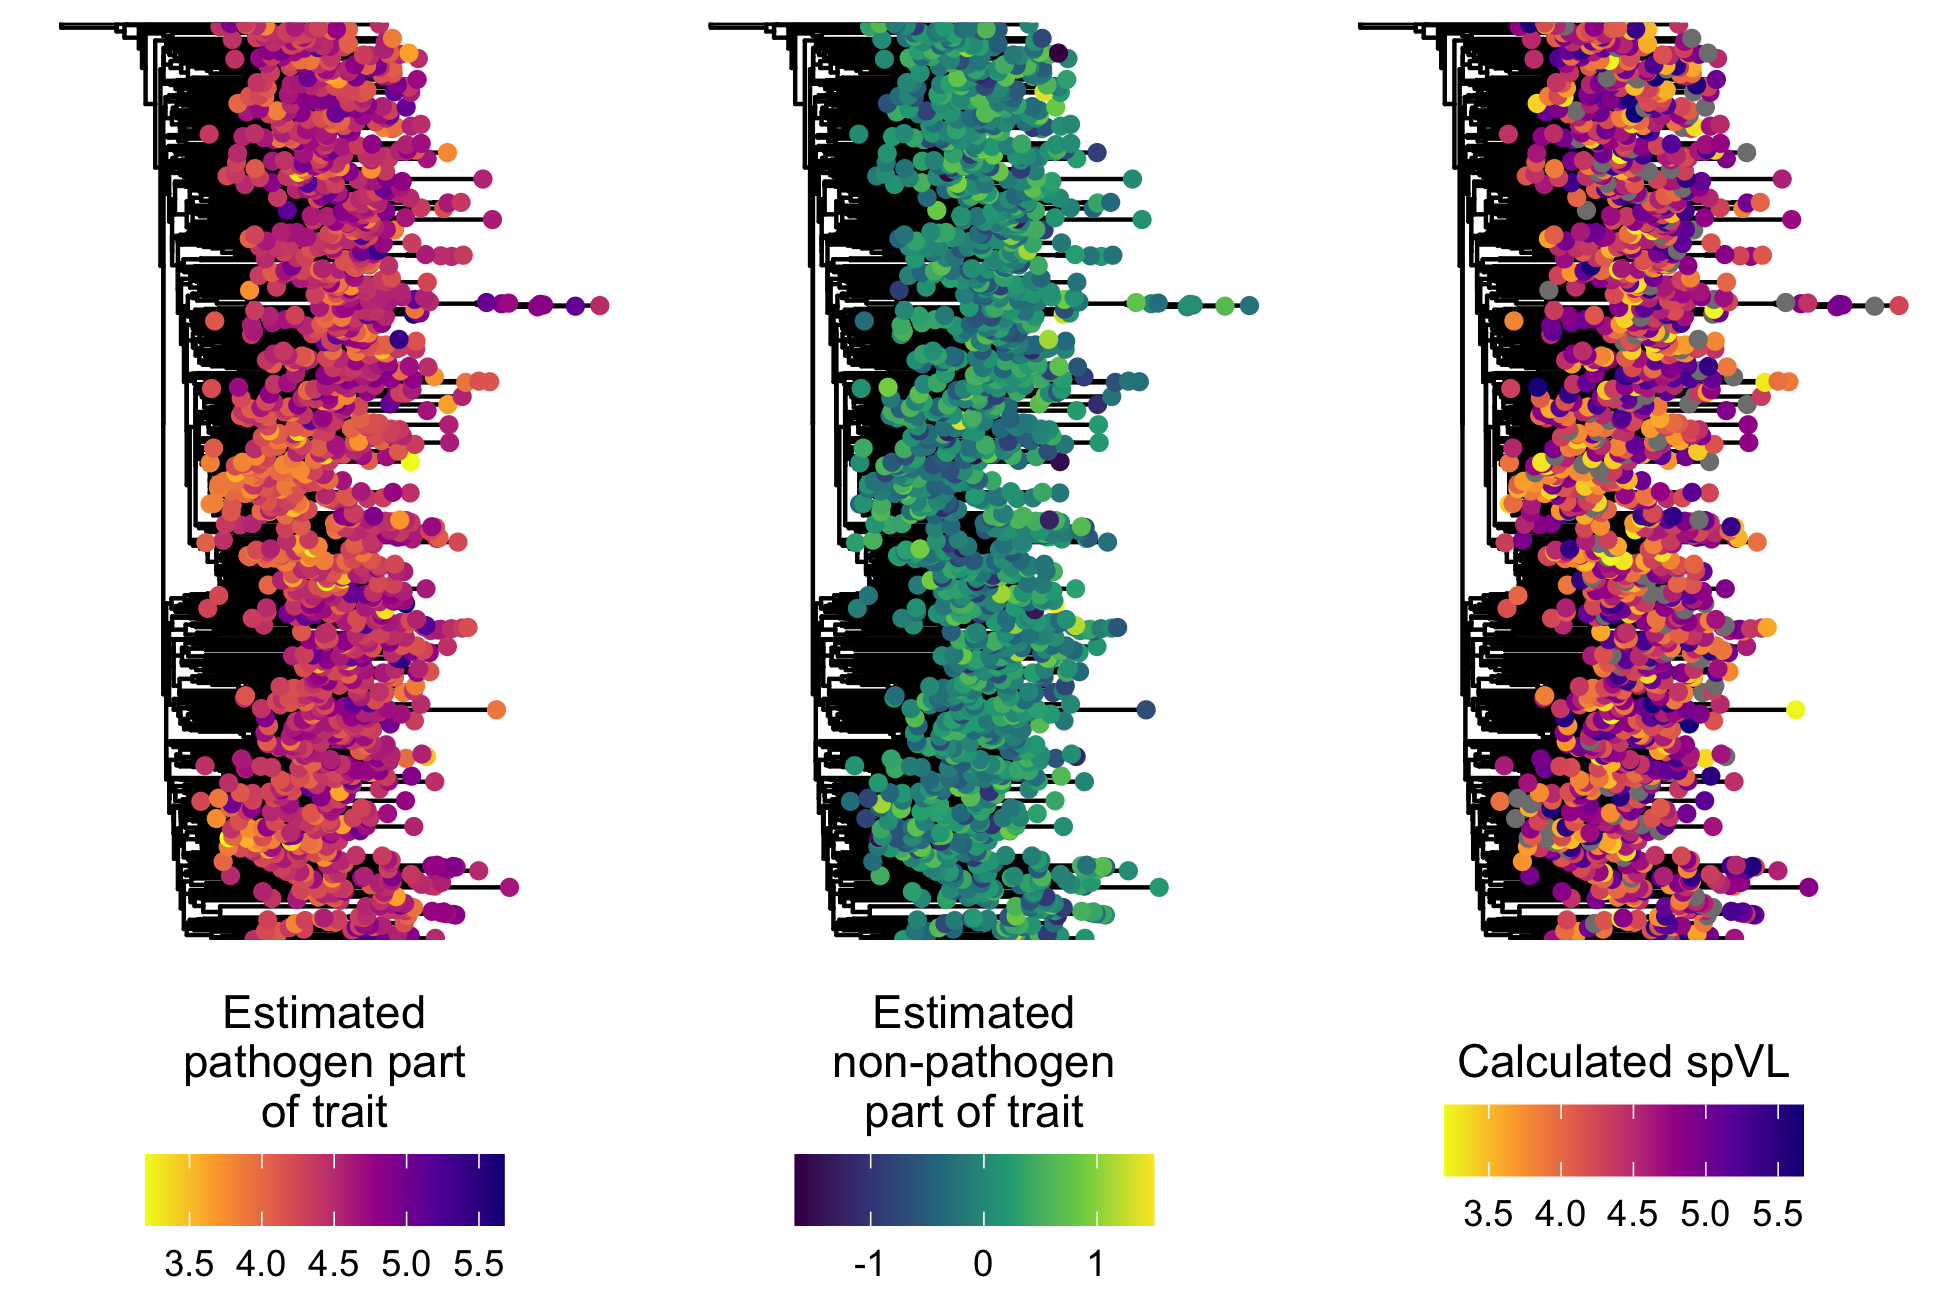 Estimated
pathogen part
of trait
3.5 4.0 4.5 5.0 5.5
Estimated
non-pathogen
part of trait
-1 0 1
Calculated spVL
3.5 4.0 4.5 5.0 5.5